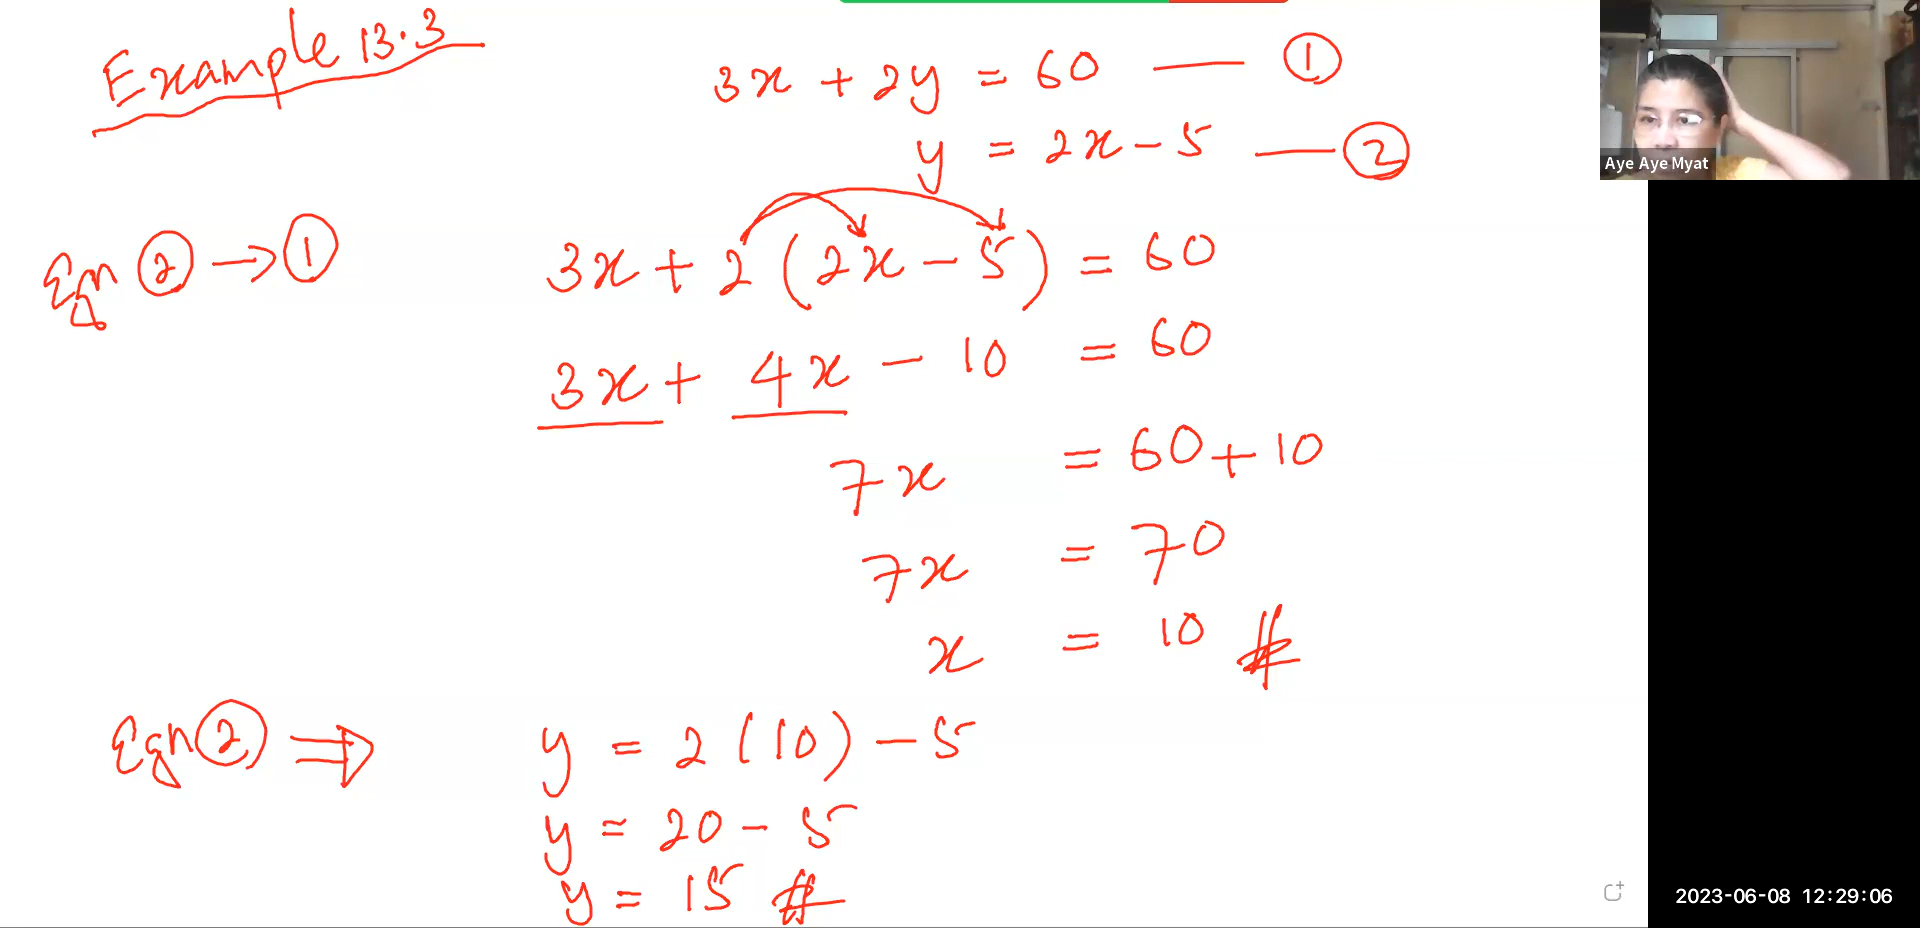 Example 13.3
3x + 2y = 60 —— ①
y = 2x - 5 —— ②
Aye Aye Myat
Eqn ② → ① 3x + 2 (2x - 5) = 60
3x + 4x - 10 = 60
7x = 60 + 10
7x = 70
x = 10 #
Eqn ② ⇒ y = 2 (10) - 5
y = 20 - 5
y = 15 #
2023-06-08 12:29:06